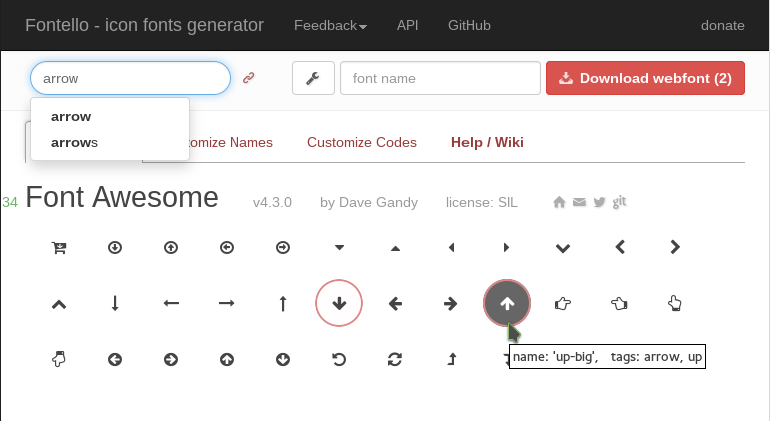 Fontello - icon fonts generator Feedback API GitHub donate
arrow font name Download webfont (2)
arrow
arrows
tomize Names Customize Codes Help / Wiki
34 Font Awesome v4.3.0 by Dave Gandy license: SIL git
name: 'up-big', tags: arrow, up